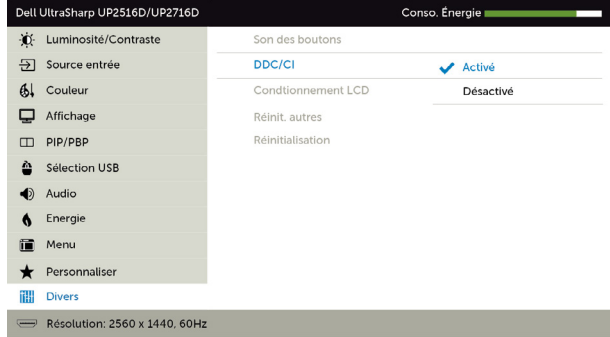 Dell UltraSharp UP2516D/UP2716D Conso. Énergie
Luminosité/Contraste Son des boutons
Source entrée DDC/CI Activé
Couleur Condtionnement LCD Désactivé
Affichage Réinit. autres
PIP/PBP Réinitialisation
Sélection USB
Audio
Energie
Menu
Personnaliser
Divers
Résolution: 2560 x 1440, 60Hz